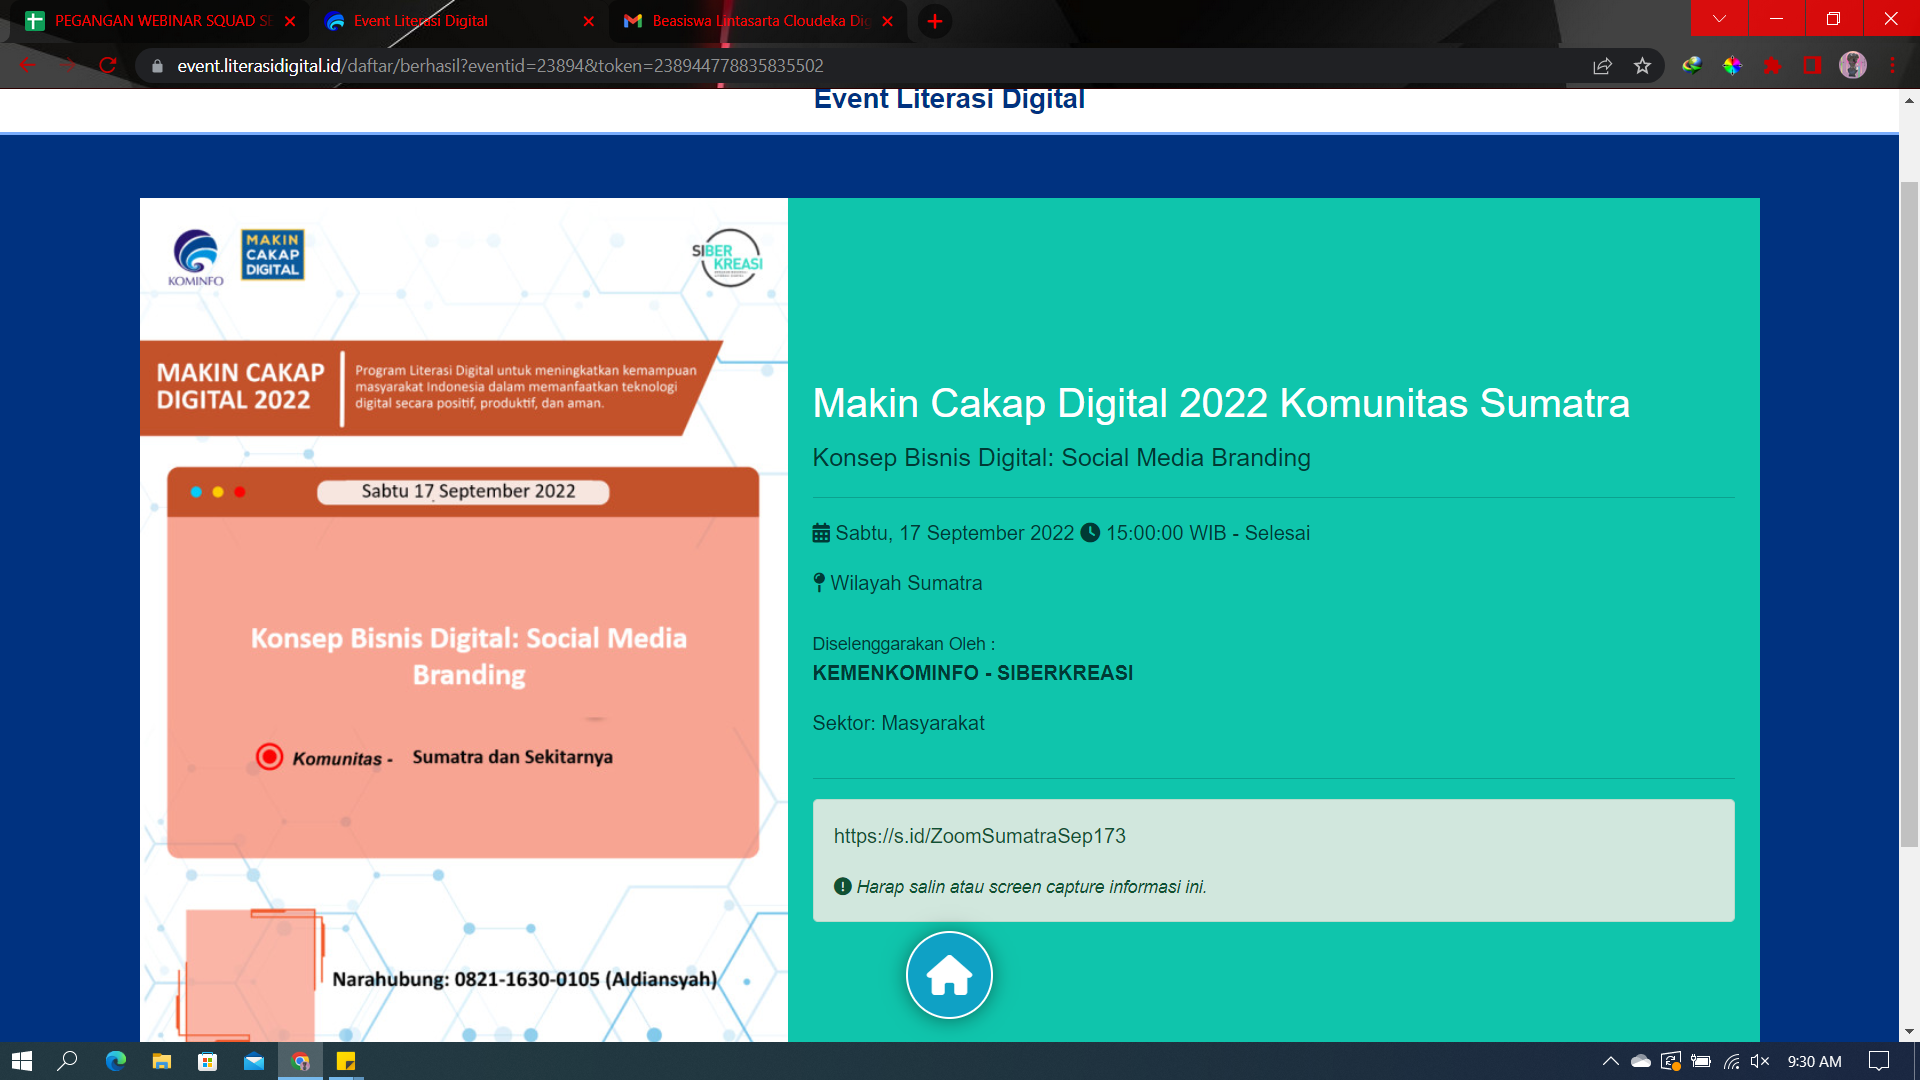 PEGANGAN WEBINAR SQUAD
Event Literasi Digital
Beasiswa Lintasarta Cloudeka
event.literasidigital.id/daftar/berhasil?eventid=23894&token=238944778835835502
Event Literasi Digital
KOMINFO
MAKIN
CAKAP
DIGITAL
SIBER
KREASI
MAKIN CAKAP
DIGITAL 2022
Program Literasi Digital untuk meningkatkan kemampuan
masyarakat Indonesia dalam memanfaatkan teknologi
digital secara positif, produktif, dan aman.
Sabtu 17 September 2022
Konsep Bisnis Digital: Social Media
Branding
Komunitas - Sumatra dan Sekitarnya
Narahubung: 0821-1630-0105 (Aldiansyah)
Makin Cakap Digital 2022 Komunitas Sumatra
Konsep Bisnis Digital: Social Media Branding
Sabtu, 17 September 2022 15:00:00 WIB - Selesai
Wilayah Sumatra
Diselenggarakan Oleh :
KEMENKOMINFO - SIBERKREASI
Sektor: Masyarakat
https://s.id/ZoomSumatraSep173
Harap salin atau screen capture informasi ini.
9:30 AM